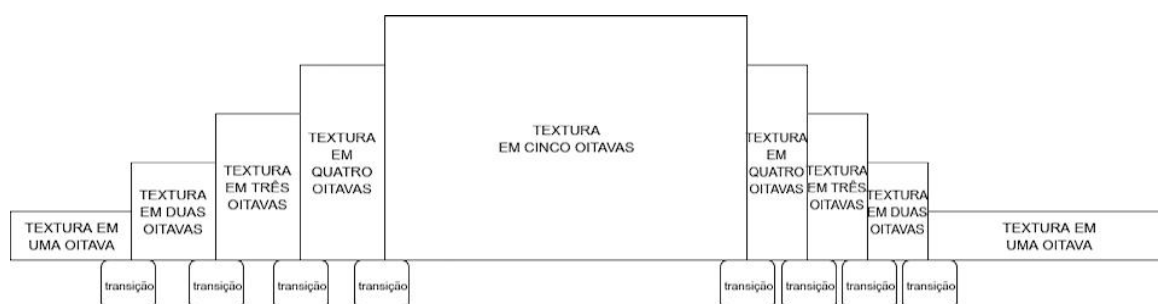 TEXTURA EM
UMA OITAVA
TEXTURA
EM DUAS
OITAVAS
TEXTURA
EM TRÊS
OITAVAS
TEXTURA
EM
QUATRO
OITAVAS
TEXTURA
EM CINCO OITAVAS
TEXTURA
EM
QUATRO
OITAVAS
TEXTURA
EM TRÊS
OITAVAS
TEXTURA
EM DUAS
OITAVAS
TEXTURA EM
UMA OITAVA
transição
transição
transição
transição
transição
transição
transição
transição